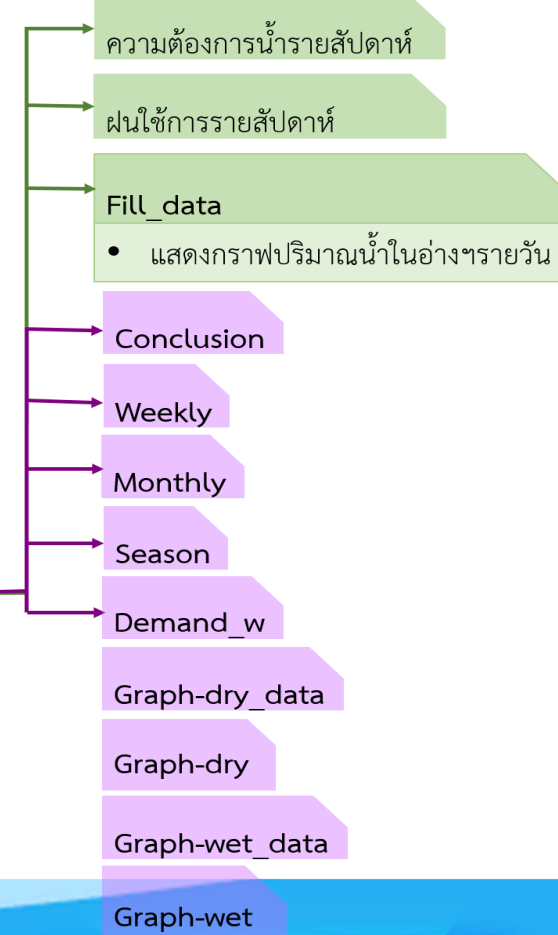 ความต้องการน้ำรายสัปดาห์
ฝนใช้การรายสัปดาห์
Fill_data
• แสดงกราฟปริมาณน้ำในอ่างฯรายวัน
Conclusion
Weekly
Monthly
Season
Demand_w
Graph-dry_data
Graph-dry
Graph-wet_data
Graph-wet